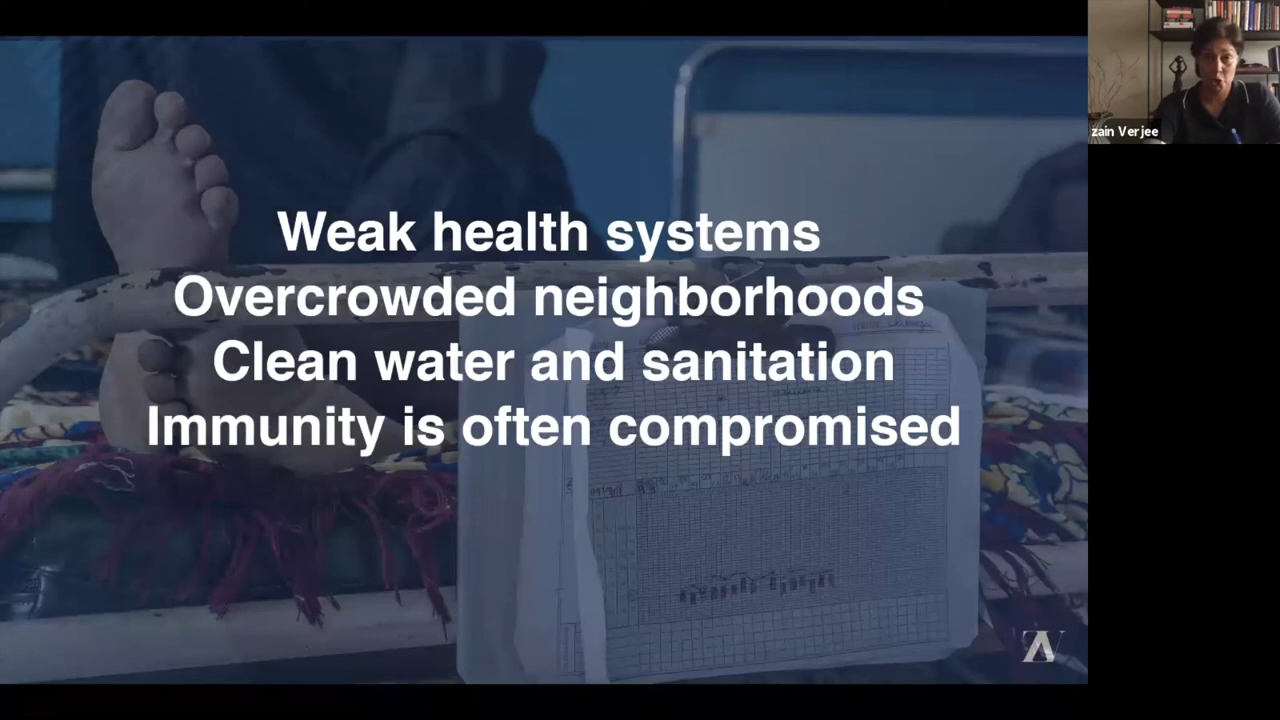 Weak health systems
Overcrowded neighborhoods
Clean water and sanitation
Immunity is often compromised
zain Verjee